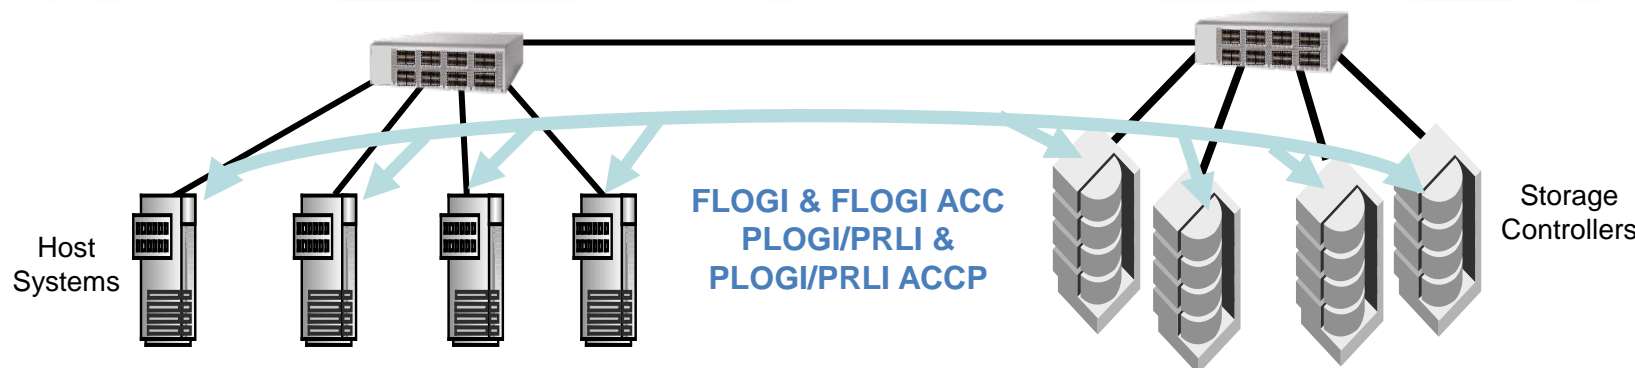 FLOGI & FLOGI ACC
PLOGI/PRLI &
PLOGI/PRLI ACCP
Host
Systems
Storage
Controllers